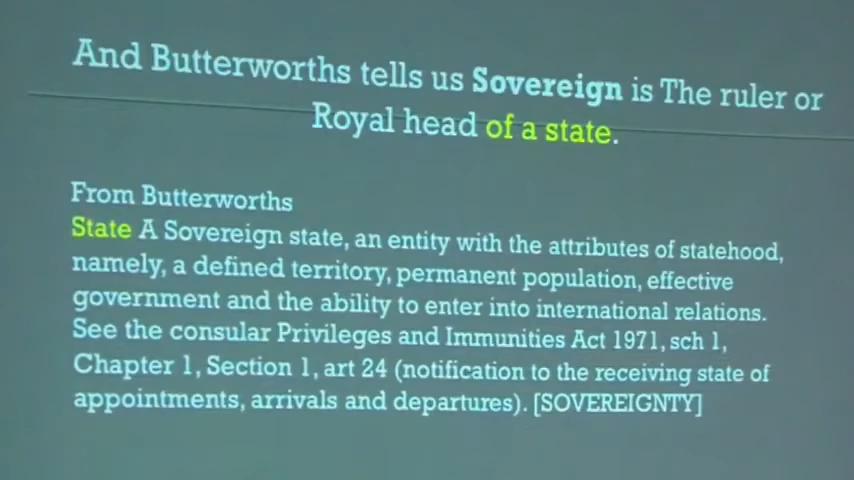 And Butterworths tells us Sovereign is The ruler or
Royal head of a state.
From Butterworths
State A Sovereign state, an entity with the attributes of statehood,
namely, a defined territory, permanent population, effective
government and the ability to enter into international relations.
See the consular Privileges and Immunities Act 1971, sch 1,
Chapter 1, Section 1, art 24 (notification to the receiving state of
appointments, arrivals and departures). [SOVEREIGNTY]